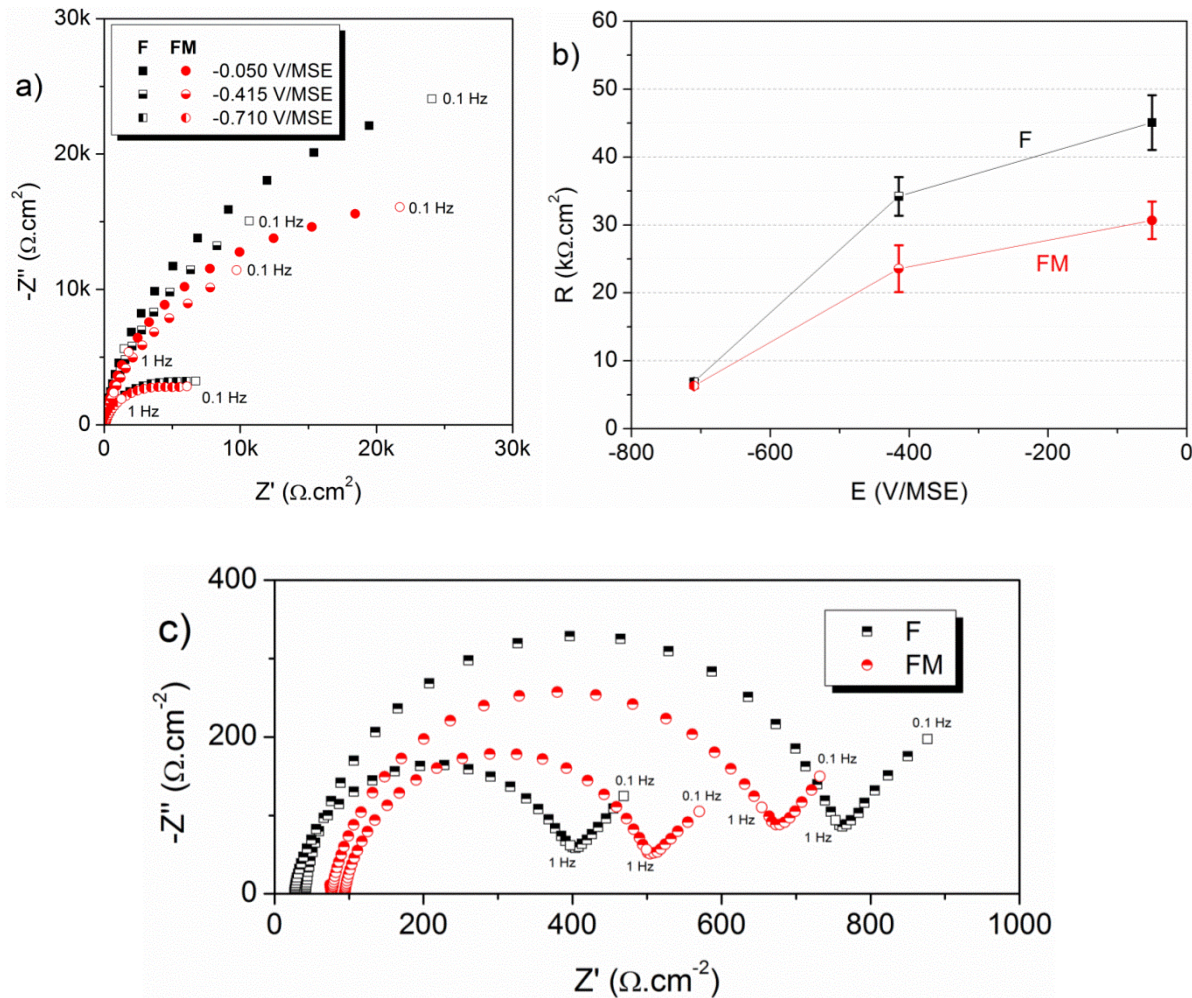 a)
F FM
-0.050 V/MSE
-0.415 V/MSE
-0.710 V/MSE
30k
20k
10k
0
-Z'' (Ω.cm²)
0.1 Hz
0.1 Hz
0.1 Hz
0.1 Hz
1 Hz
1 Hz
0.1 Hz
0 10k 20k 30k
Z' (Ω.cm²)
b)
60
50
40
30
20
10
0
R (kΩ.cm²)
F
FM
-800 -600 -400 -200 0
E (V/MSE)
c)
400
200
0
-Z'' (Ω.cm⁻²)
F
FM
0.1 Hz
0.1 Hz
0.1 Hz
0.1 Hz
1 Hz
1 Hz
1 Hz
1 Hz
0 200 400 600 800 1000
Z' (Ω.cm⁻²)